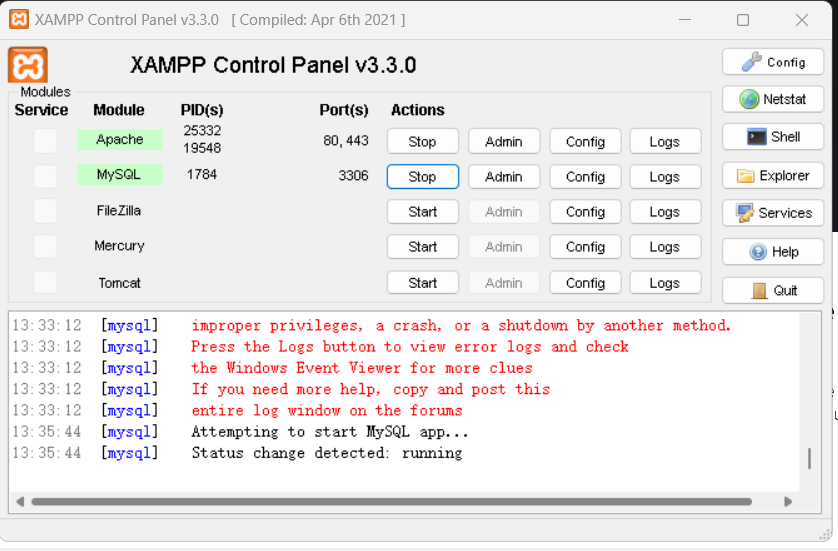 XAMPP Control Panel v3.3.0 [ Compiled: Apr 6th 2021 ]
XAMPP Control Panel v3.3.0
Config
Modules
Service Module PID(s) Port(s) Actions
Netstat
Apache 25332 19548 80, 443 Stop Admin Config Logs
Shell
MySQL 1784 3306 Stop Admin Config Logs
Explorer
FileZilla Start Admin Config Logs
Services
Mercury Start Admin Config Logs
Help
Tomcat Start Admin Config Logs
Quit
13:33:12 [mysql] improper privileges, a crash, or a shutdown by another method.
13:33:12 [mysql] Press the Logs button to view error logs and check
13:33:12 [mysql] the Windows Event Viewer for more clues
13:33:12 [mysql] If you need more help, copy and post this
13:33:12 [mysql] entire log window on the forums
13:35:44 [mysql] Attempting to start MySQL app...
13:35:44 [mysql] Status change detected: running